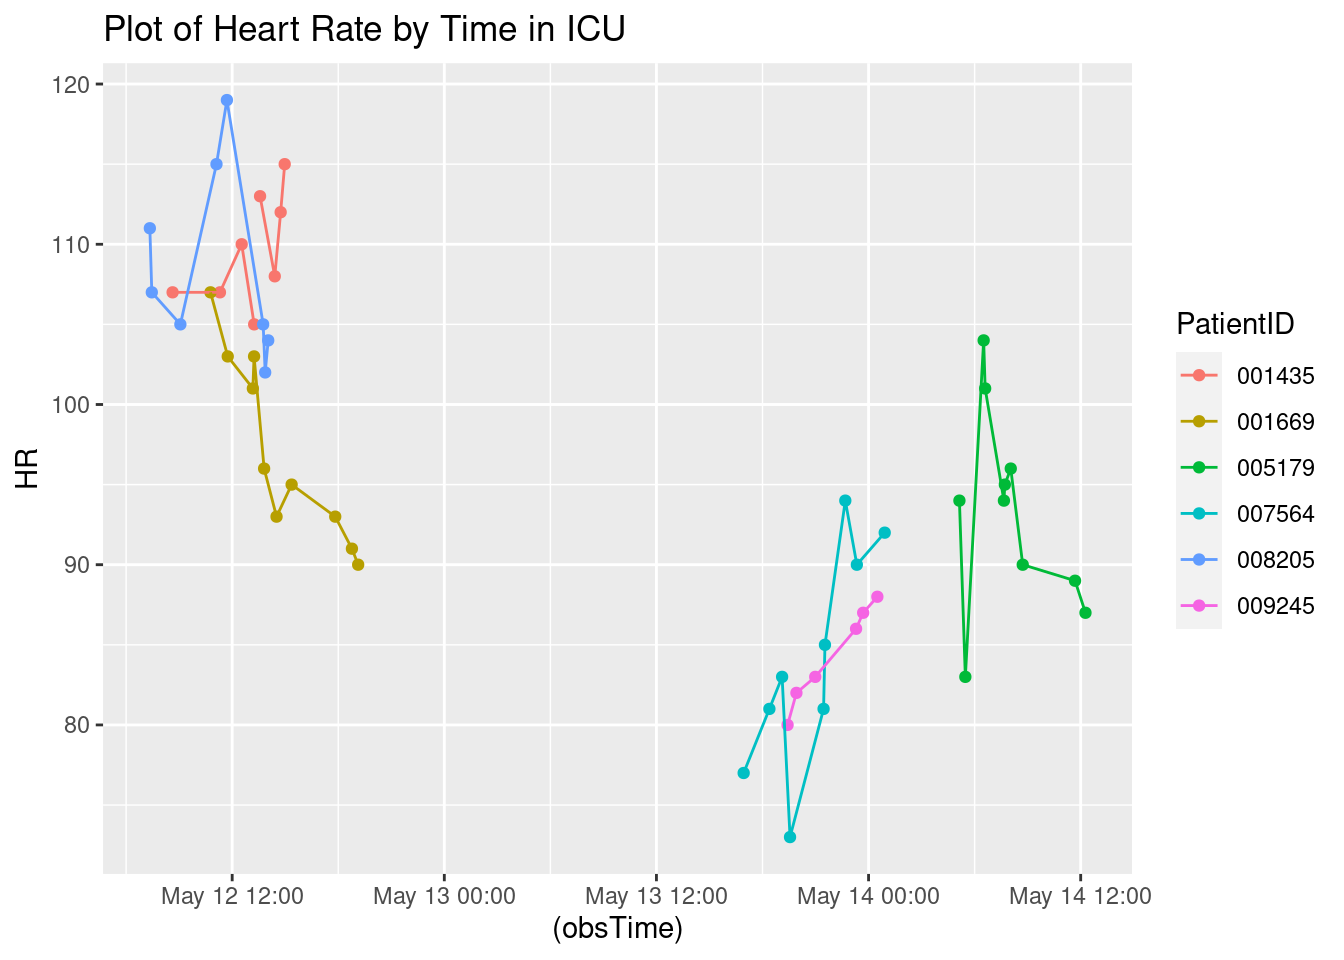 Plot of Heart Rate by Time in ICU
120
110
100
90
80
HR
May 12 12:00 May 13 00:00 May 13 12:00 May 14 00:00 May 14 12:00
(obsTime)
PatientID
001435
001669
005179
007564
008205
009245